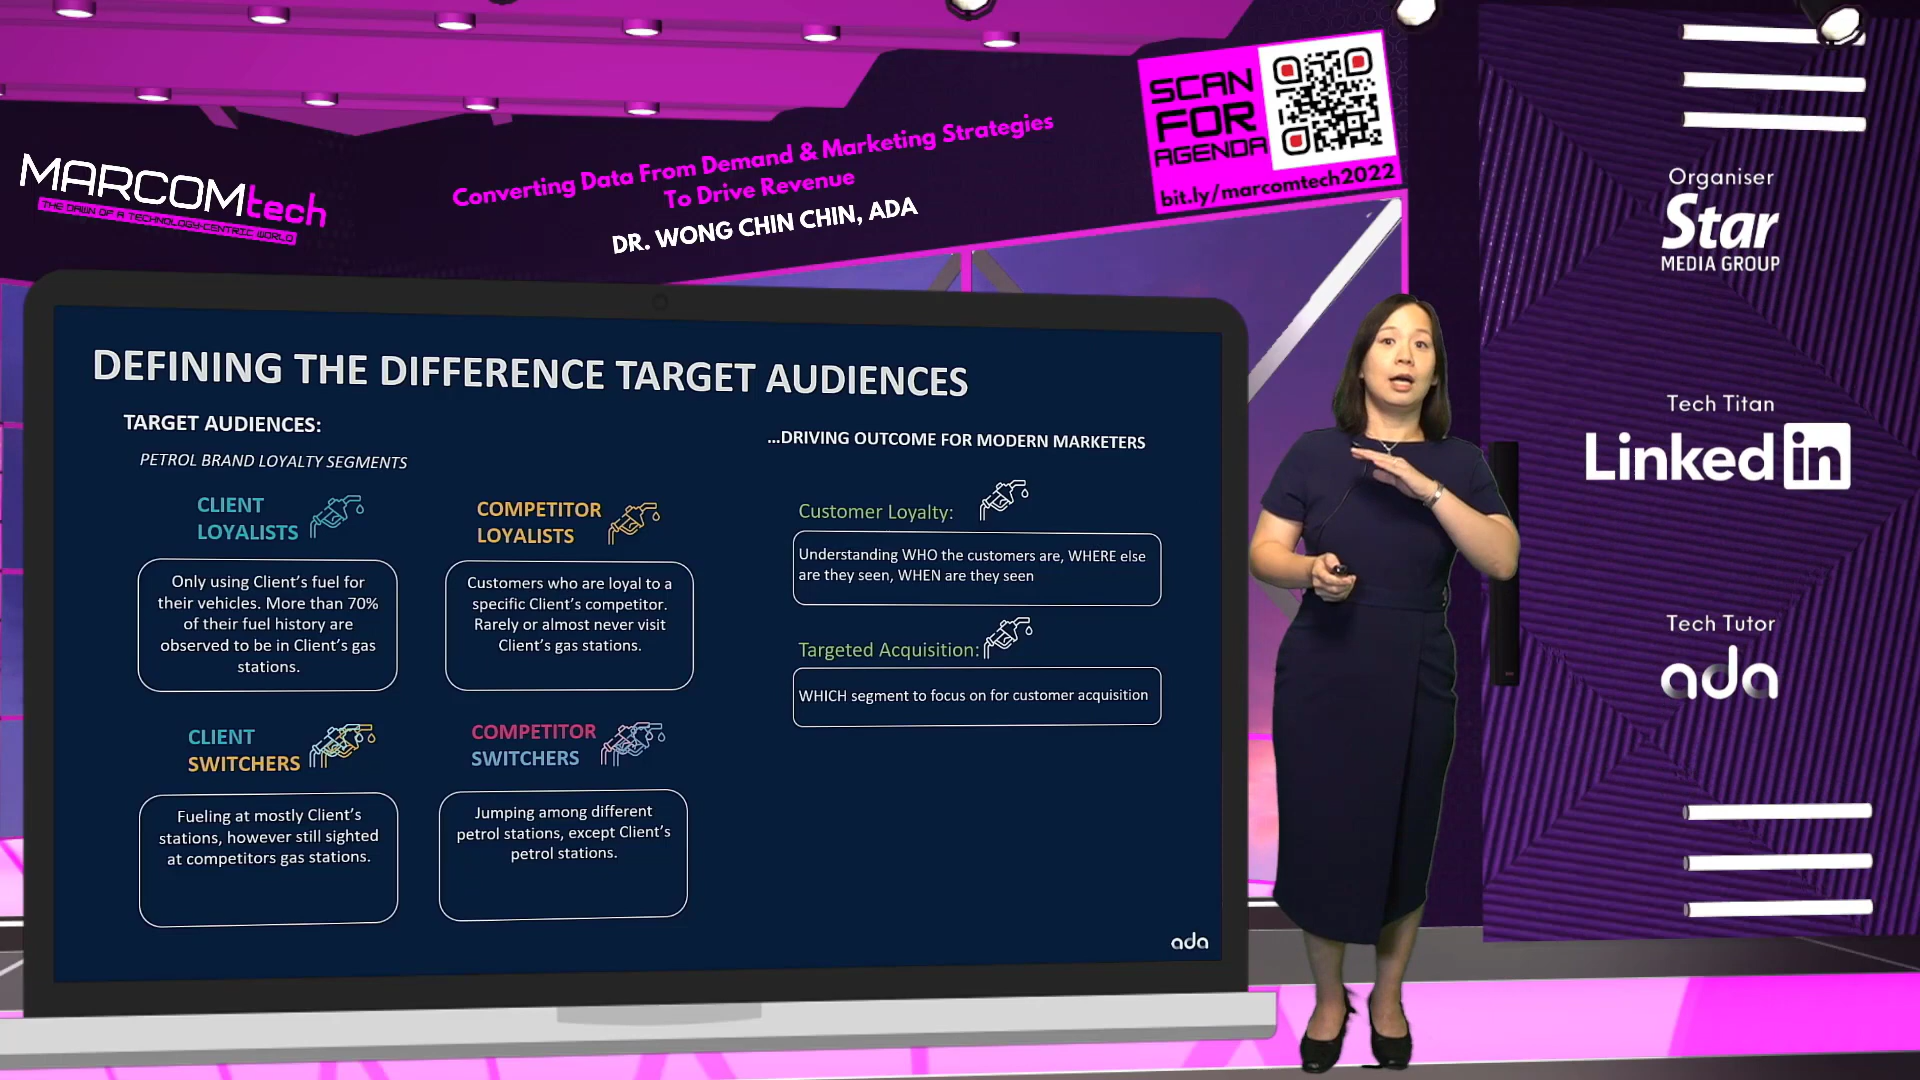 SCAN
FOR
AGENDA
bit.ly/marcomtech2022
MARCOMtech
THE DAWN OF A TECHNOLOGY-CENTRIC WORLD
Converting Data From Demand & Marketing Strategies
To Drive Revenue
DR. WONG CHIN CHIN, ADA
Organiser
Star
MEDIA GROUP
Tech Titan
Linked in
Tech Tutor
ada
DEFINING THE DIFFERENCE TARGET AUDIENCES
TARGET AUDIENCES:
PETROL BRAND LOYALTY SEGMENTS
CLIENT
LOYALISTS
Only using Client's fuel for
their vehicles. More than 70%
of their fuel history are
observed to be in Client's gas
stations.
COMPETITOR
LOYALISTS
Customers who are loyal to a
specific Client's competitor.
Rarely or almost never visit
Client's gas stations.
CLIENT
SWITCHERS
Fueling at mostly Client's
stations, however still sighted
at competitors gas stations.
COMPETITOR
SWITCHERS
Jumping among different
petrol stations, except Client's
petrol stations.
...DRIVING OUTCOME FOR MODERN MARKETERS
Customer Loyalty:
Understanding WHO the customers are, WHERE else
are they seen, WHEN are they seen
Targeted Acquisition:
WHICH segment to focus on for customer acquisition
ada